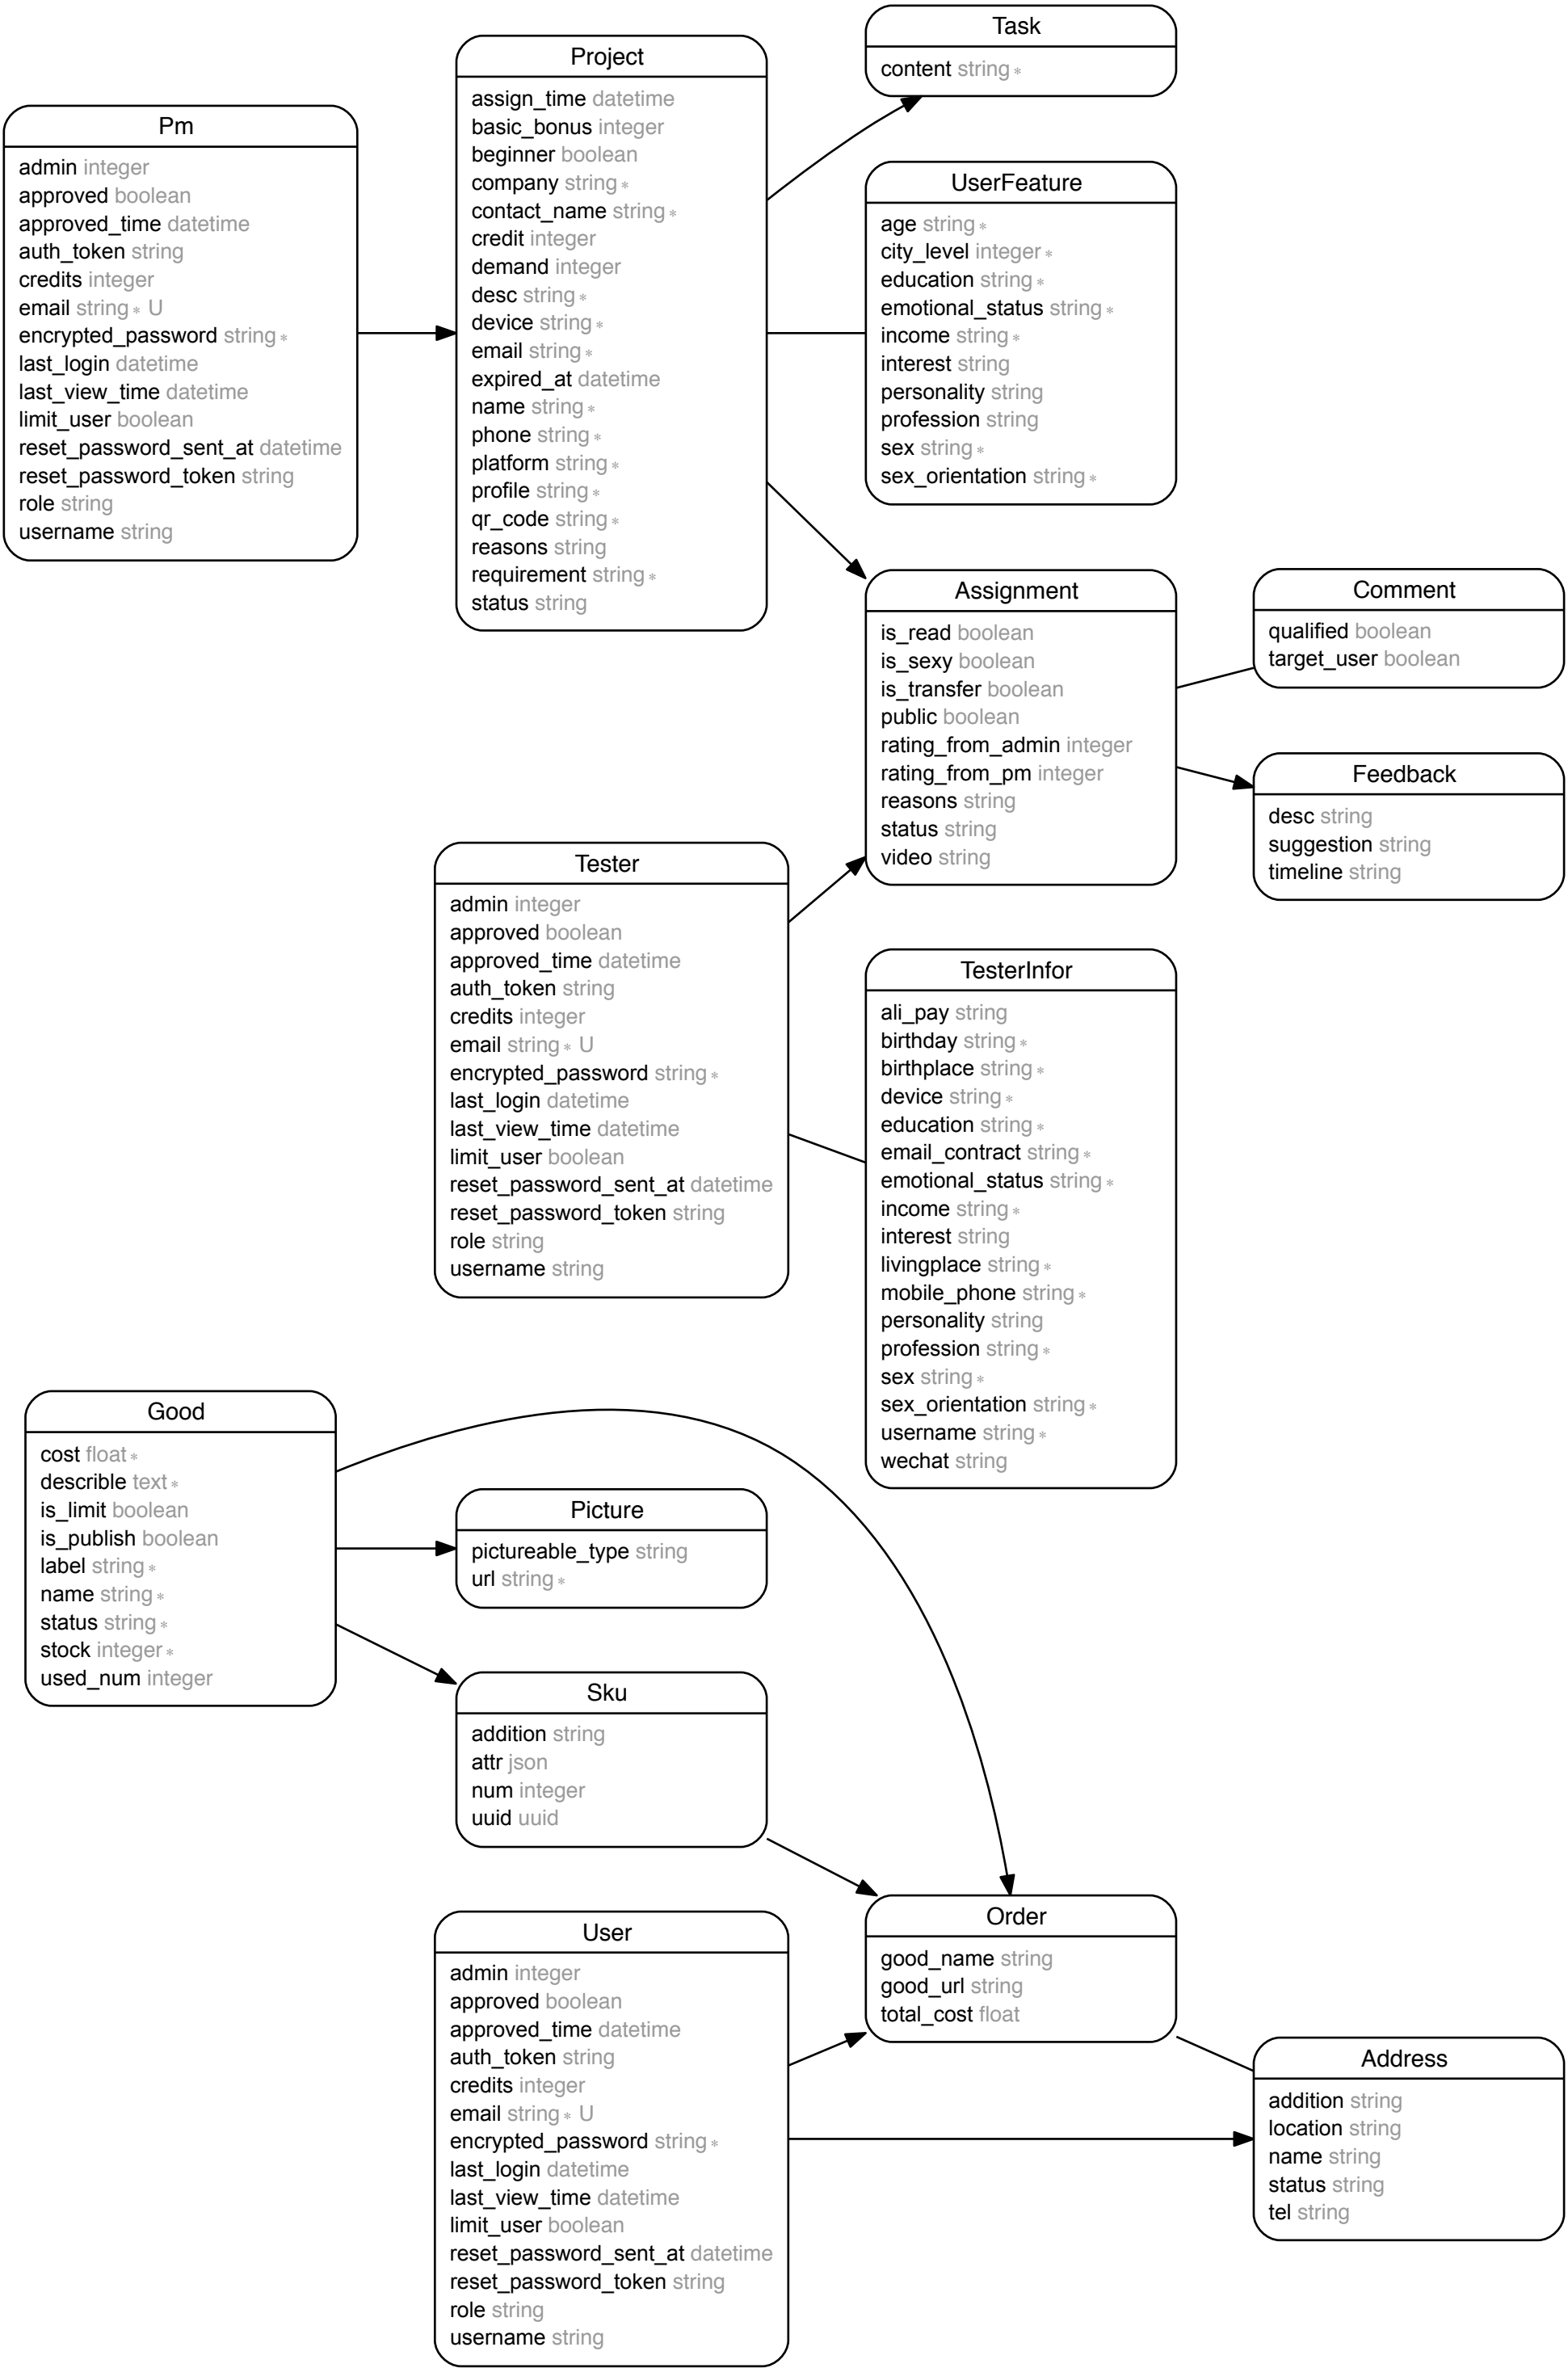 Pm
admin integer
approved boolean
approved_time datetime
auth_token string
credits integer
email string * U
encrypted_password string *
last_login datetime
last_view_time datetime
limit_user boolean
reset_password_sent_at datetime
reset_password_token string
role string
username string
Project
assign_time datetime
basic_bonus integer
beginner boolean
company string *
contact_name string *
credit integer
demand integer
desc string *
device string *
email string *
expired_at datetime
name string *
phone string *
platform string *
profile string *
qr_code string *
reasons string
requirement string *
status string
Task
content string *
UserFeature
age string *
city_level integer *
education string *
emotional_status string *
income string *
interest string
personality string
profession string
sex string *
sex_orientation string *
Assignment
is_read boolean
is_sexy boolean
is_transfer boolean
public boolean
rating_from_admin integer
rating_from_pm integer
reasons string
status string
video string
Comment
qualified boolean
target_user boolean
Feedback
desc string
suggestion string
timeline string
Tester
admin integer
approved boolean
approved_time datetime
auth_token string
credits integer
email string * U
encrypted_password string *
last_login datetime
last_view_time datetime
limit_user boolean
reset_password_sent_at datetime
reset_password_token string
role string
username string
TesterInfor
ali_pay string
birthday string *
birthplace string *
device string *
education string *
email_contract string *
emotional_status string *
income string *
interest string
livingplace string *
mobile_phone string *
personality string
profession string *
sex string *
sex_orientation string *
username string *
wechat string
Good
cost float *
describle text *
is_limit boolean
is_publish boolean
label string *
name string *
status string *
stock integer *
used_num integer
Picture
pictureable_type string
url string *
Sku
addition string
attr json
num integer
uuid uuid
Order
good_name string
good_url string
total_cost float
User
admin integer
approved boolean
approved_time datetime
auth_token string
credits integer
email string * U
encrypted_password string *
last_login datetime
last_view_time datetime
limit_user boolean
reset_password_sent_at datetime
reset_password_token string
role string
username string
Address
addition string
location string
name string
status string
tel string